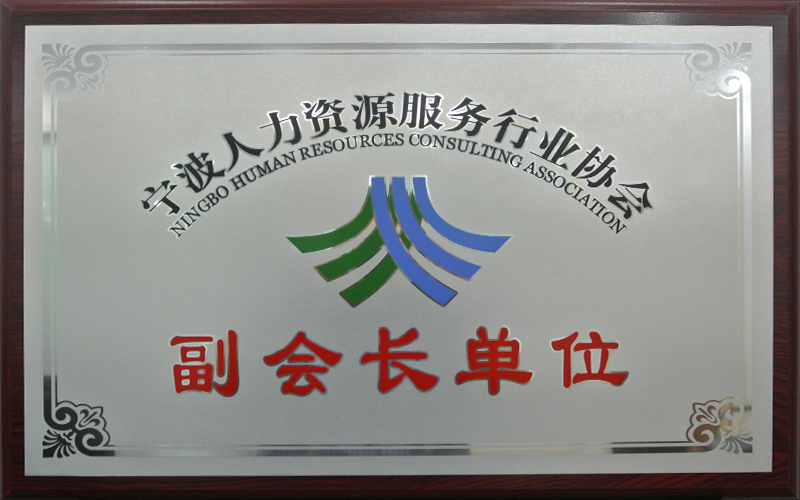 宁波人力资源服务行业协会
NINGBO HUMAN RESOURCES CONSULTING ASSOCIATION
副会长单位